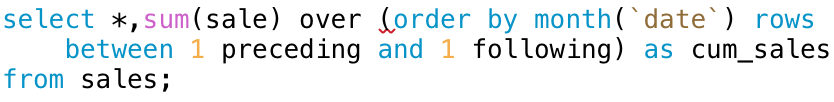 select *,sum(sale) over (order by month(`date`) rows
between 1 preceding and 1 following) as cum_sales
from sales;